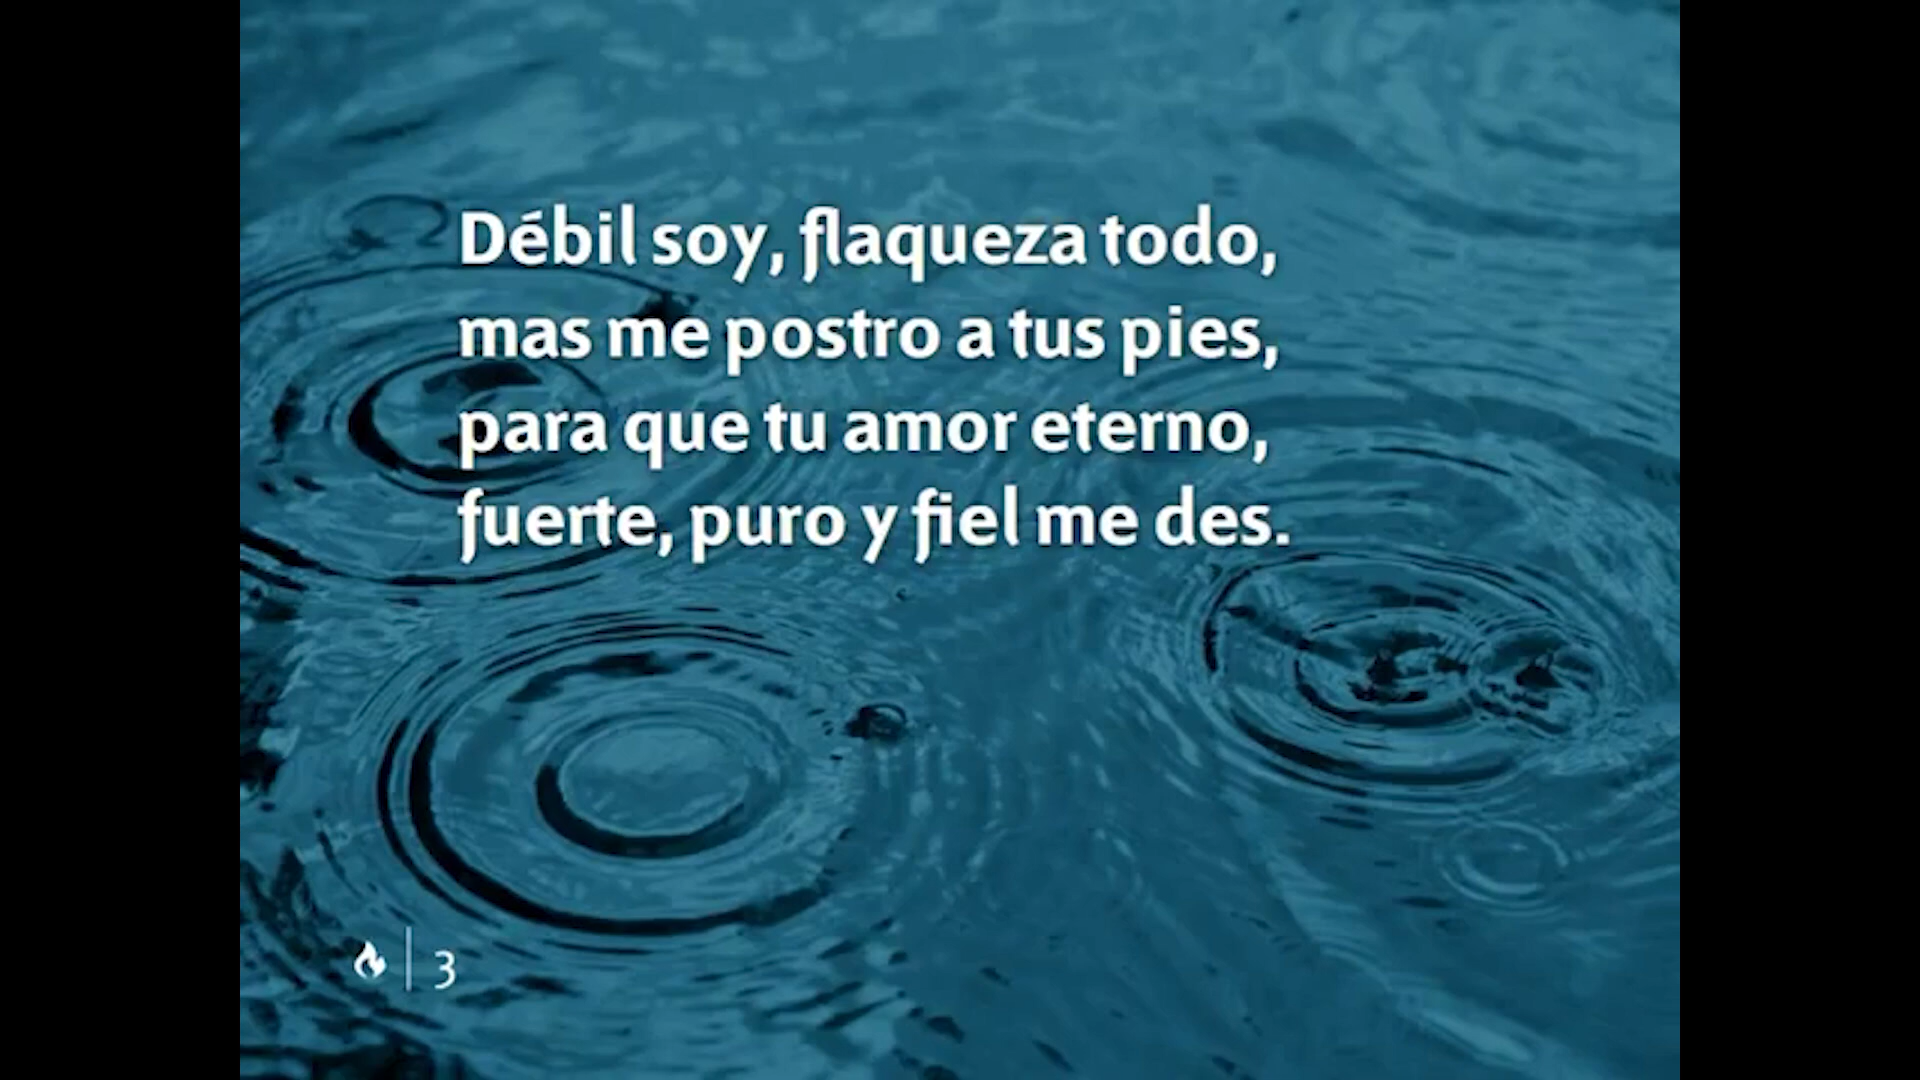 Débil soy, flaqueza todo,
mas me postro a tus pies,
para que tu amor eterno,
fuerte, puro y fiel me des.
3